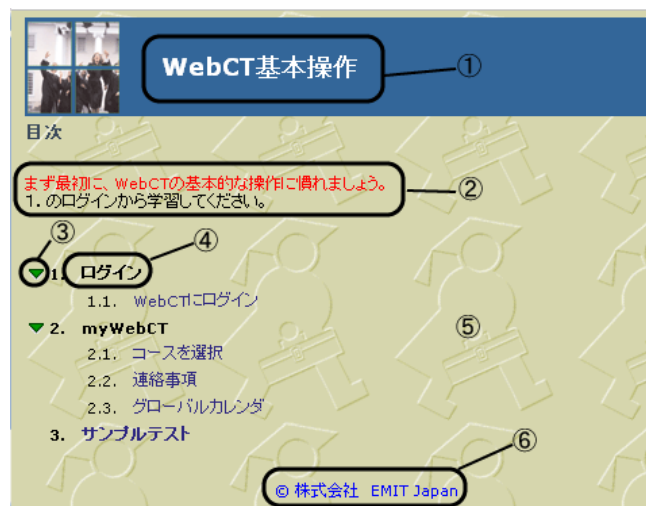 WebCT基本操作
①
目次
まず最初に、WebCTの基本的な操作に慣れましょう。
②
1. のログインから学習してください。
③
④
1. ログイン
1.1. WebCTにログイン
2. myWebCT
⑤
2.1. コースを選択
2.2. 連絡事項
2.3. グローバルカレンダ
3. サンプルテスト
⑥
© 株式会社 EMIT Japan